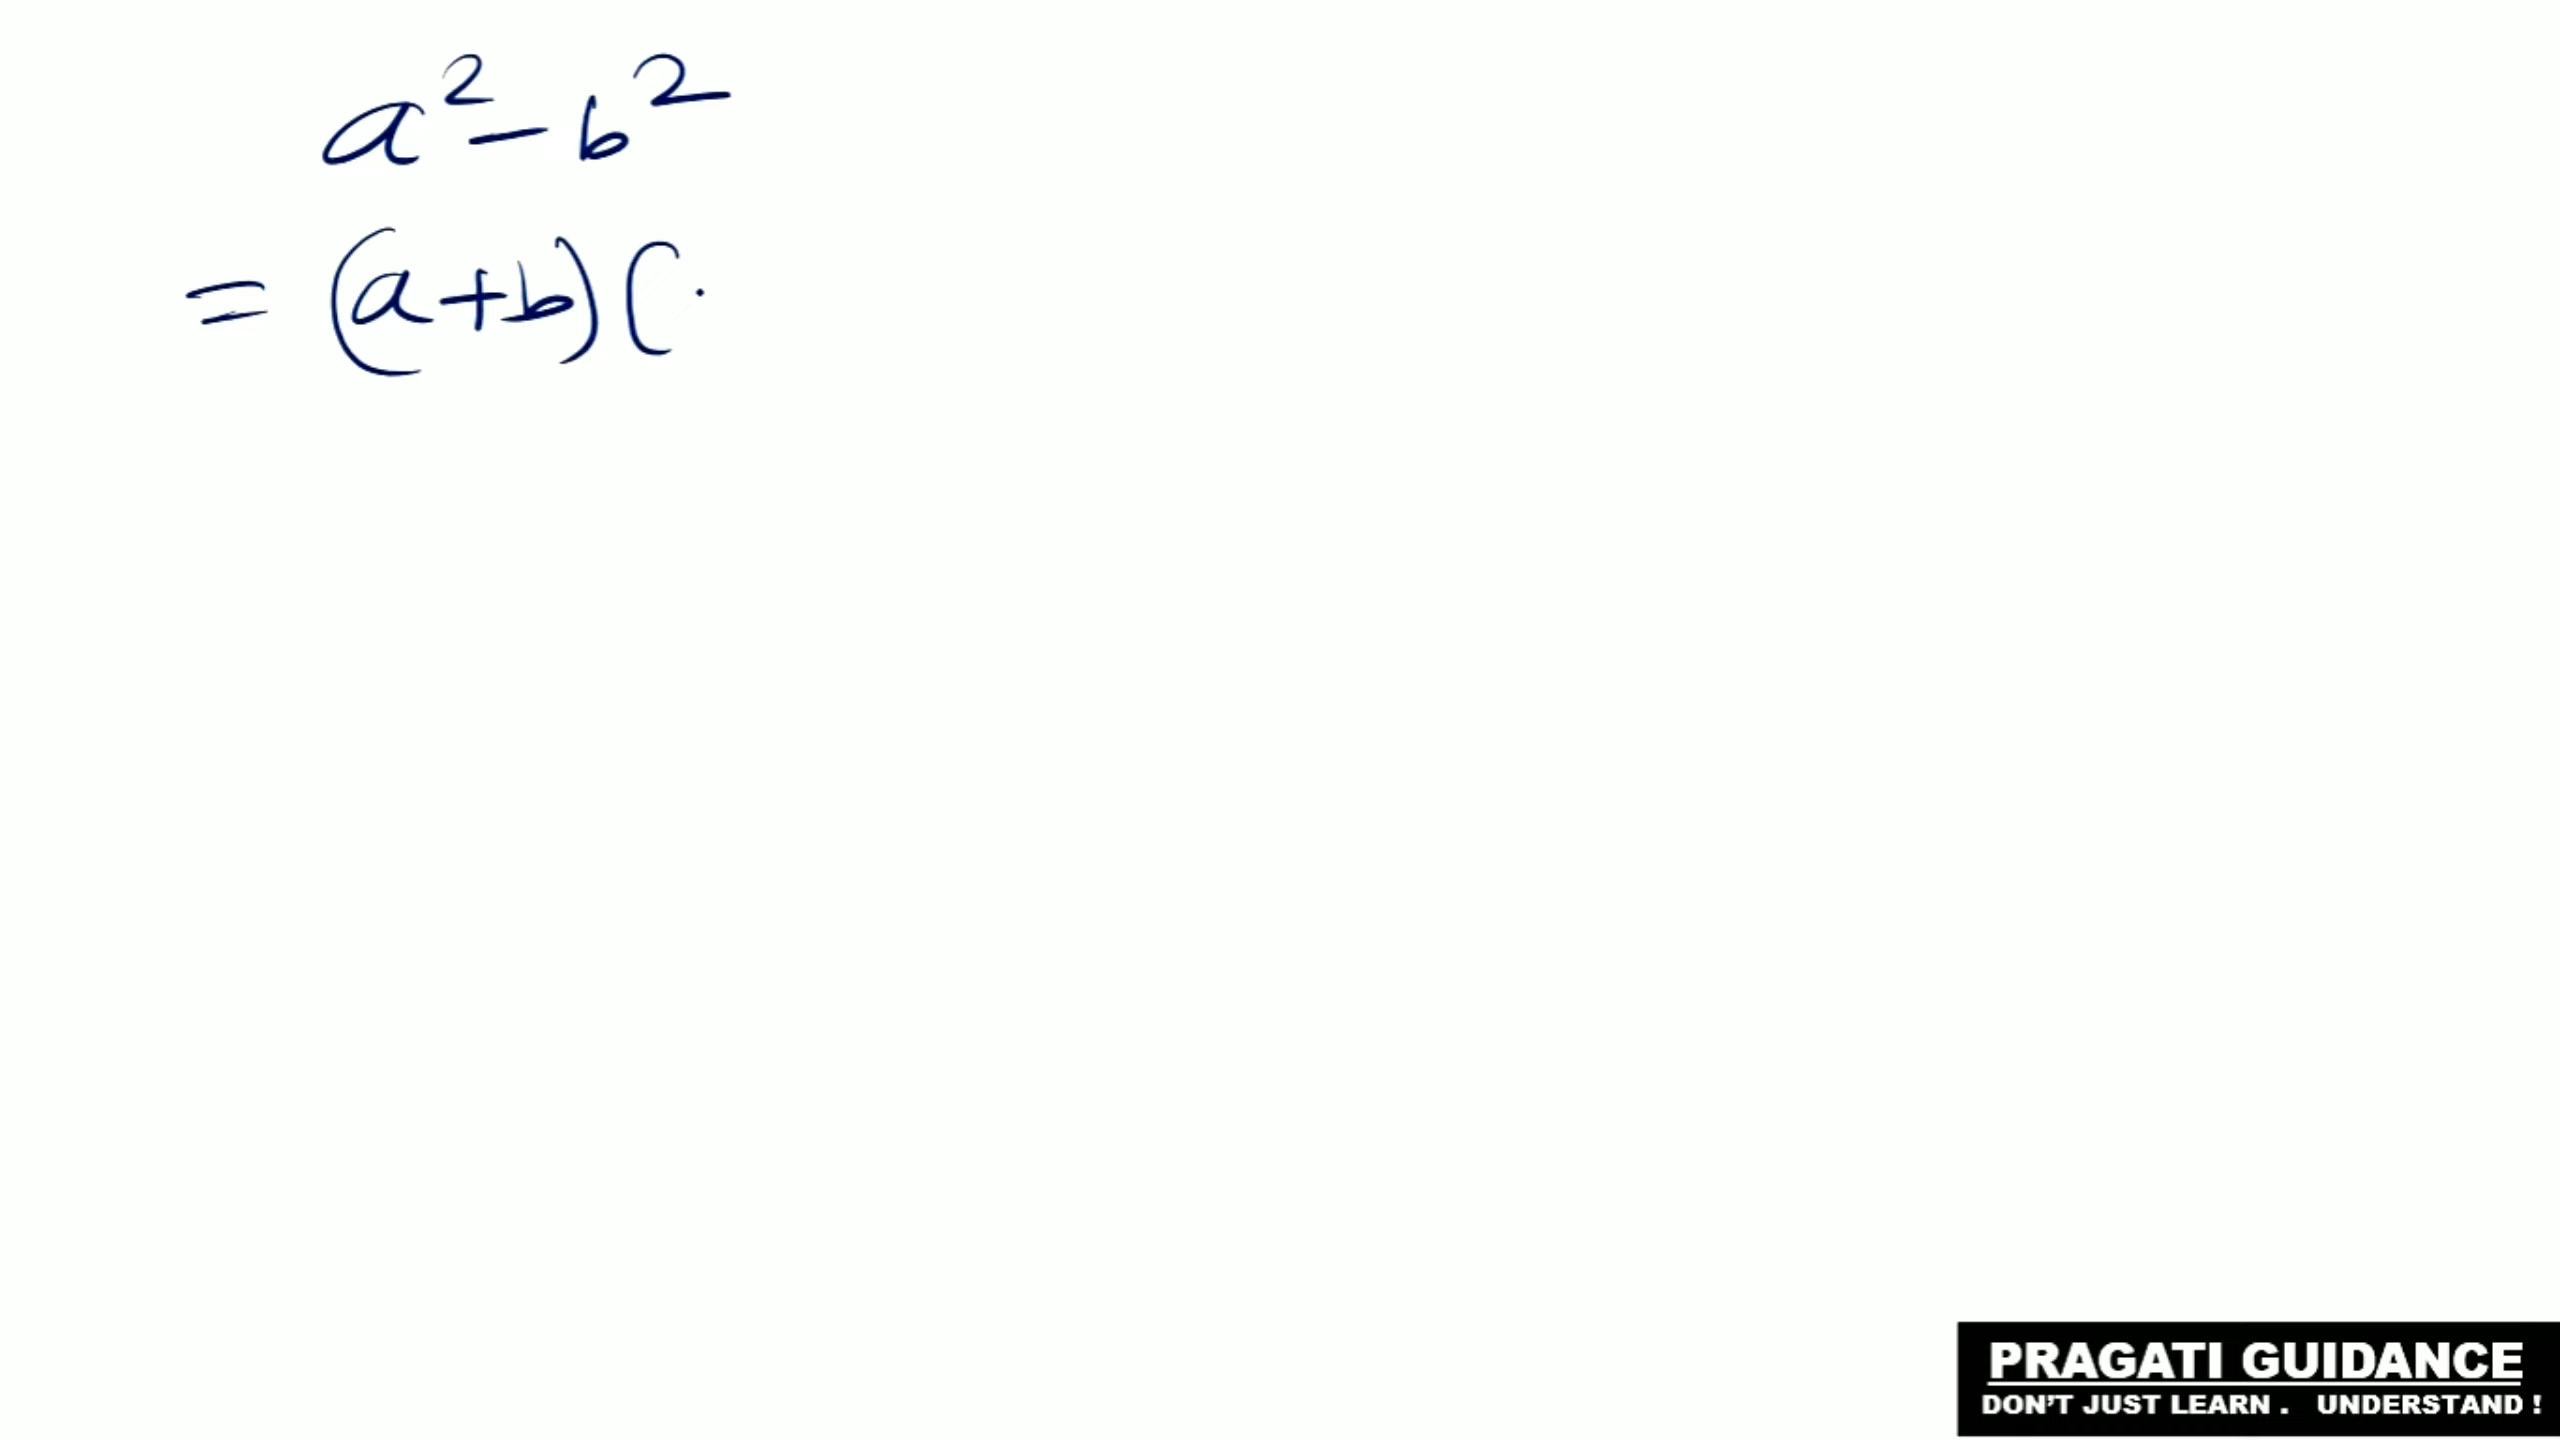 a² - b²
= (a+b) (
PRAGATI GUIDANCE
DON'T JUST LEARN . UNDERSTAND !